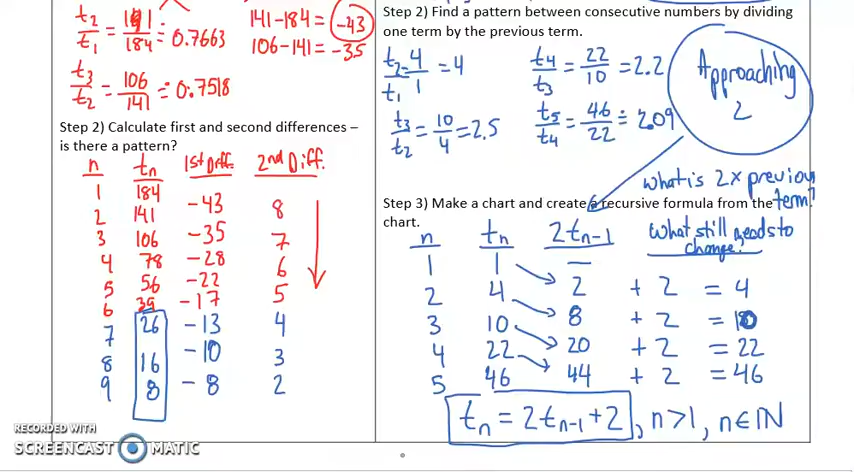 t2/t1 = 141/184 ≐ 0.7663
141-184 = -43
106-141 = -35
t3/t2 = 106/141 ≐ 0.7518
Step 2) Calculate first and second differences –
is there a pattern?
n tn 1st Diff. 2nd Diff.
1 184
-43
2 141 8
-35
3 106 7
-28
4 78 6
-22
5 56 5
-17
6 39 4
-13
7 26 3
-10
8 16 2
-8
9 8
Step 2) Find a pattern between consecutive numbers by dividing
one term by the previous term.
t2/t1 = 4/1 = 4
t4/t3 = 22/10 = 2.2
t3/t2 = 10/4 = 2.5
t5/t4 = 46/22 ≐ 2.09
Approaching
2
what is 2x previous
term?
Step 3) Make a chart and create a recursive formula from the
chart.
what still needs to
change?
n tn 2tn-1
1 1 —
2 4 2 + 2 = 4
3 10 8 + 2 = 10
4 22 20 + 2 = 22
5 46 44 + 2 = 46
tn = 2tn-1 + 2, n>1, n∈ℕ
RECORDED WITH
SCREENCAST MATIC